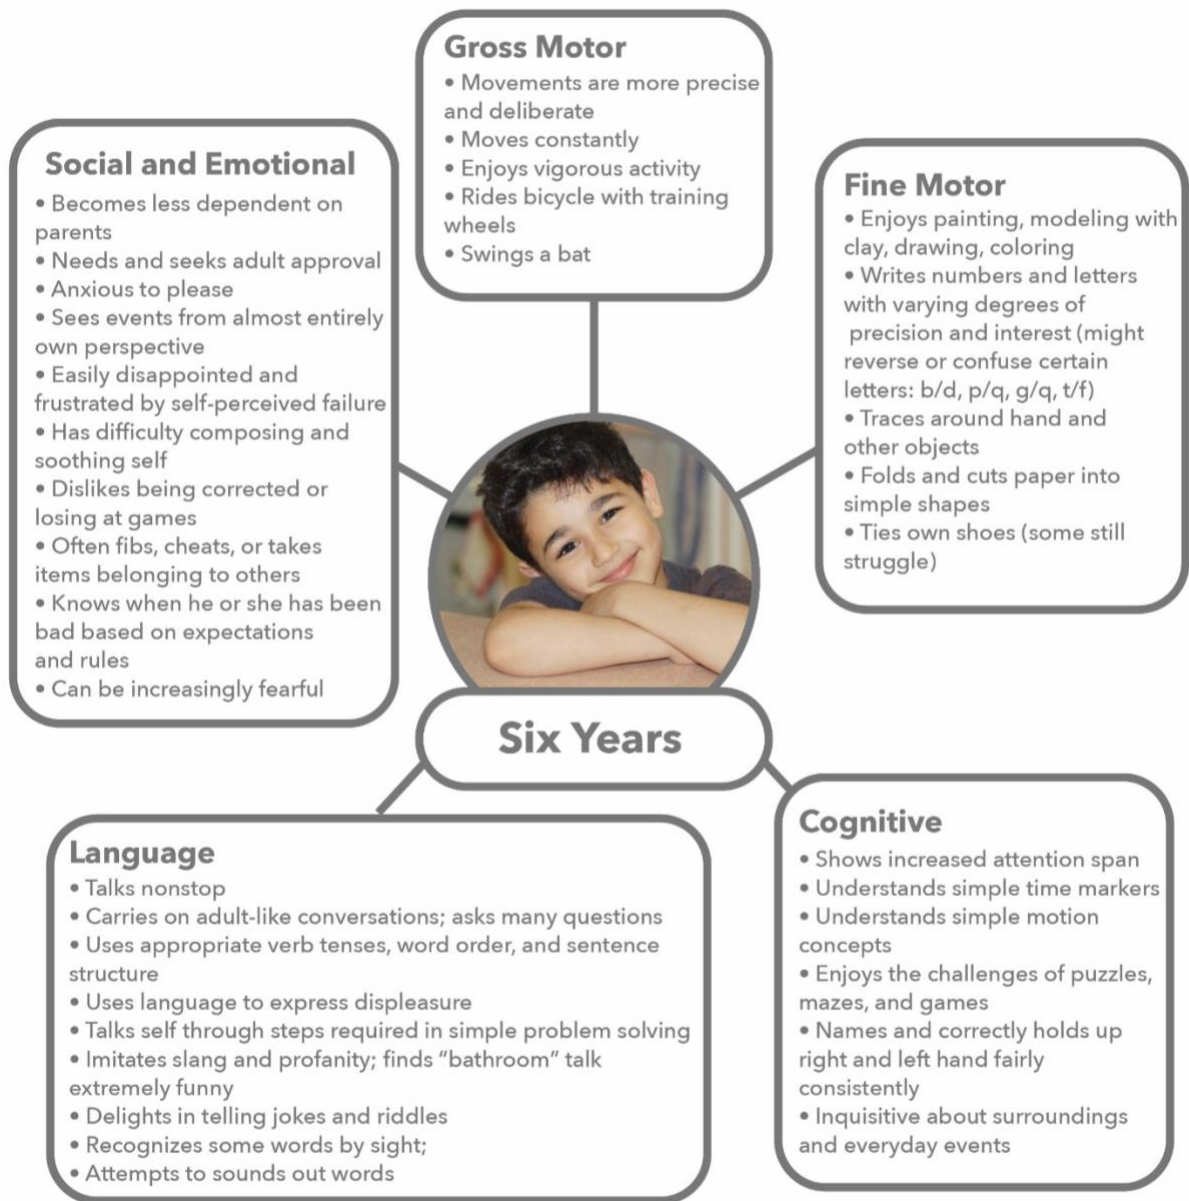 Gross Motor
• Movements are more precise
and deliberate
• Moves constantly
• Enjoys vigorous activity
• Rides bicycle with training
wheels
• Swings a bat
Social and Emotional
• Becomes less dependent on
parents
• Needs and seeks adult approval
• Anxious to please
• Sees events from almost entirely
own perspective
• Easily disappointed and
frustrated by self-perceived failure
• Has difficulty composing and
soothing self
• Dislikes being corrected or
losing at games
• Often fibs, cheats, or takes
items belonging to others
• Knows when he or she has been
bad based on expectations
and rules
• Can be increasingly fearful
Fine Motor
• Enjoys painting, modeling with
clay, drawing, coloring
• Writes numbers and letters
with varying degrees of
precision and interest (might
reverse or confuse certain
letters: b/d, p/q, g/q, t/f)
• Traces around hand and
other objects
• Folds and cuts paper into
simple shapes
• Ties own shoes (some still
struggle)
Six Years
Language
• Talks nonstop
• Carries on adult-like conversations; asks many questions
• Uses appropriate verb tenses, word order, and sentence
structure
• Uses language to express displeasure
• Talks self through steps required in simple problem solving
• Imitates slang and profanity; finds “bathroom” talk
extremely funny
• Delights in telling jokes and riddles
• Recognizes some words by sight;
• Attempts to sounds out words
Cognitive
• Shows increased attention span
• Understands simple time markers
• Understands simple motion
concepts
• Enjoys the challenges of puzzles,
mazes, and games
• Names and correctly holds up
right and left hand fairly
consistently
• Inquisitive about surroundings
and everyday events